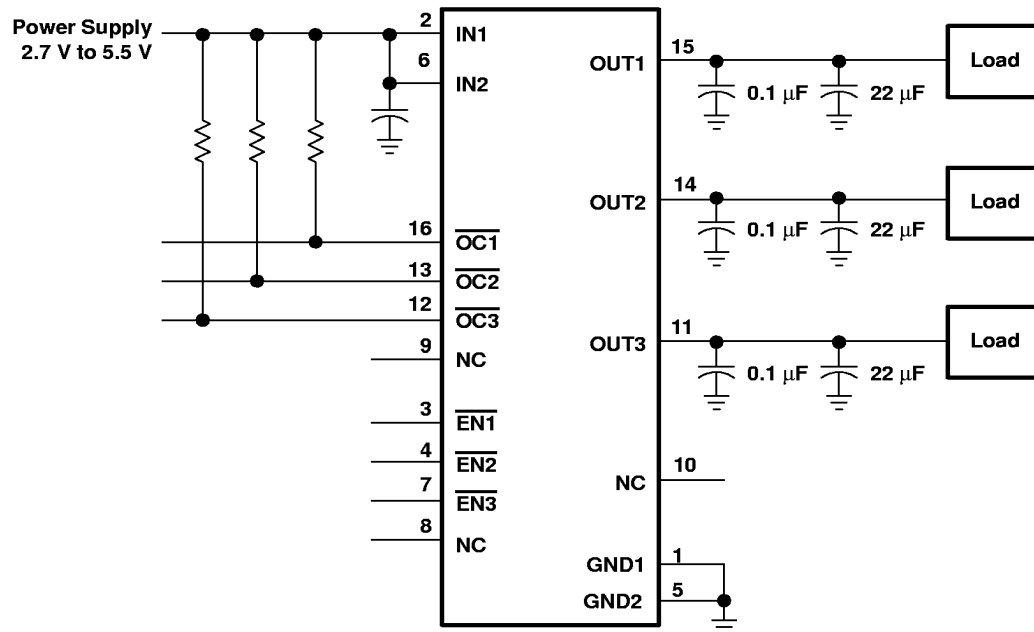 Power Supply
2.7 V to 5.5 V
2
IN1
6
IN2
16
OC1
13
OC2
12
OC3
9
NC
3
EN1
4
EN2
7
EN3
8
NC
OUT1
15
0.1 μF
22 μF
Load
OUT2
14
0.1 μF
22 μF
Load
OUT3
11
0.1 μF
22 μF
Load
NC
10
GND1
1
GND2
5